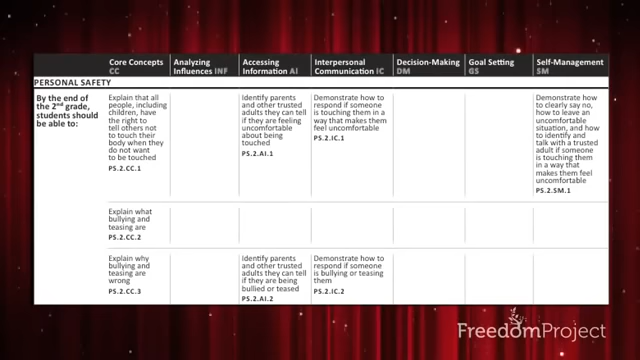 Core Concepts CC
Analyzing Influences INF
Accessing Information AI
Interpersonal Communication IC
Decision-Making DM
Goal Setting GS
Self-Management SM
PERSONAL SAFETY
By the end
of the 2nd grade,
students should
be able to:
Explain that all
people, including
children, have
the right to
tell others not
to touch their
body when they
do not want
to be touched
PS.2.CC.1
Identify parents
and other trusted
adults they can tell
if they are feeling
uncomfortable
about being
touched
PS.2.AI.1
Demonstrate how to
respond if someone
is touching them in a
way that makes them
feel uncomfortable
PS.2.IC.1
Demonstrate how
to clearly say no,
how to leave an
uncomfortable
situation, and how
to identify and
talk with a trusted
adult if someone
is touching them
in a way that
makes them feel
uncomfortable
PS.2.SM.1
Explain what
bullying and
teasing are
PS.2.CC.2
Explain why
bullying and
teasing are
wrong
PS.2.CC.3
Identify parents
and other trusted
adults they can tell
if they are being
bullied or teased
PS.2.AI.2
Demonstrate how to
respond if someone
is bullying or teasing
them
PS.2.IC.2
FreedomProject